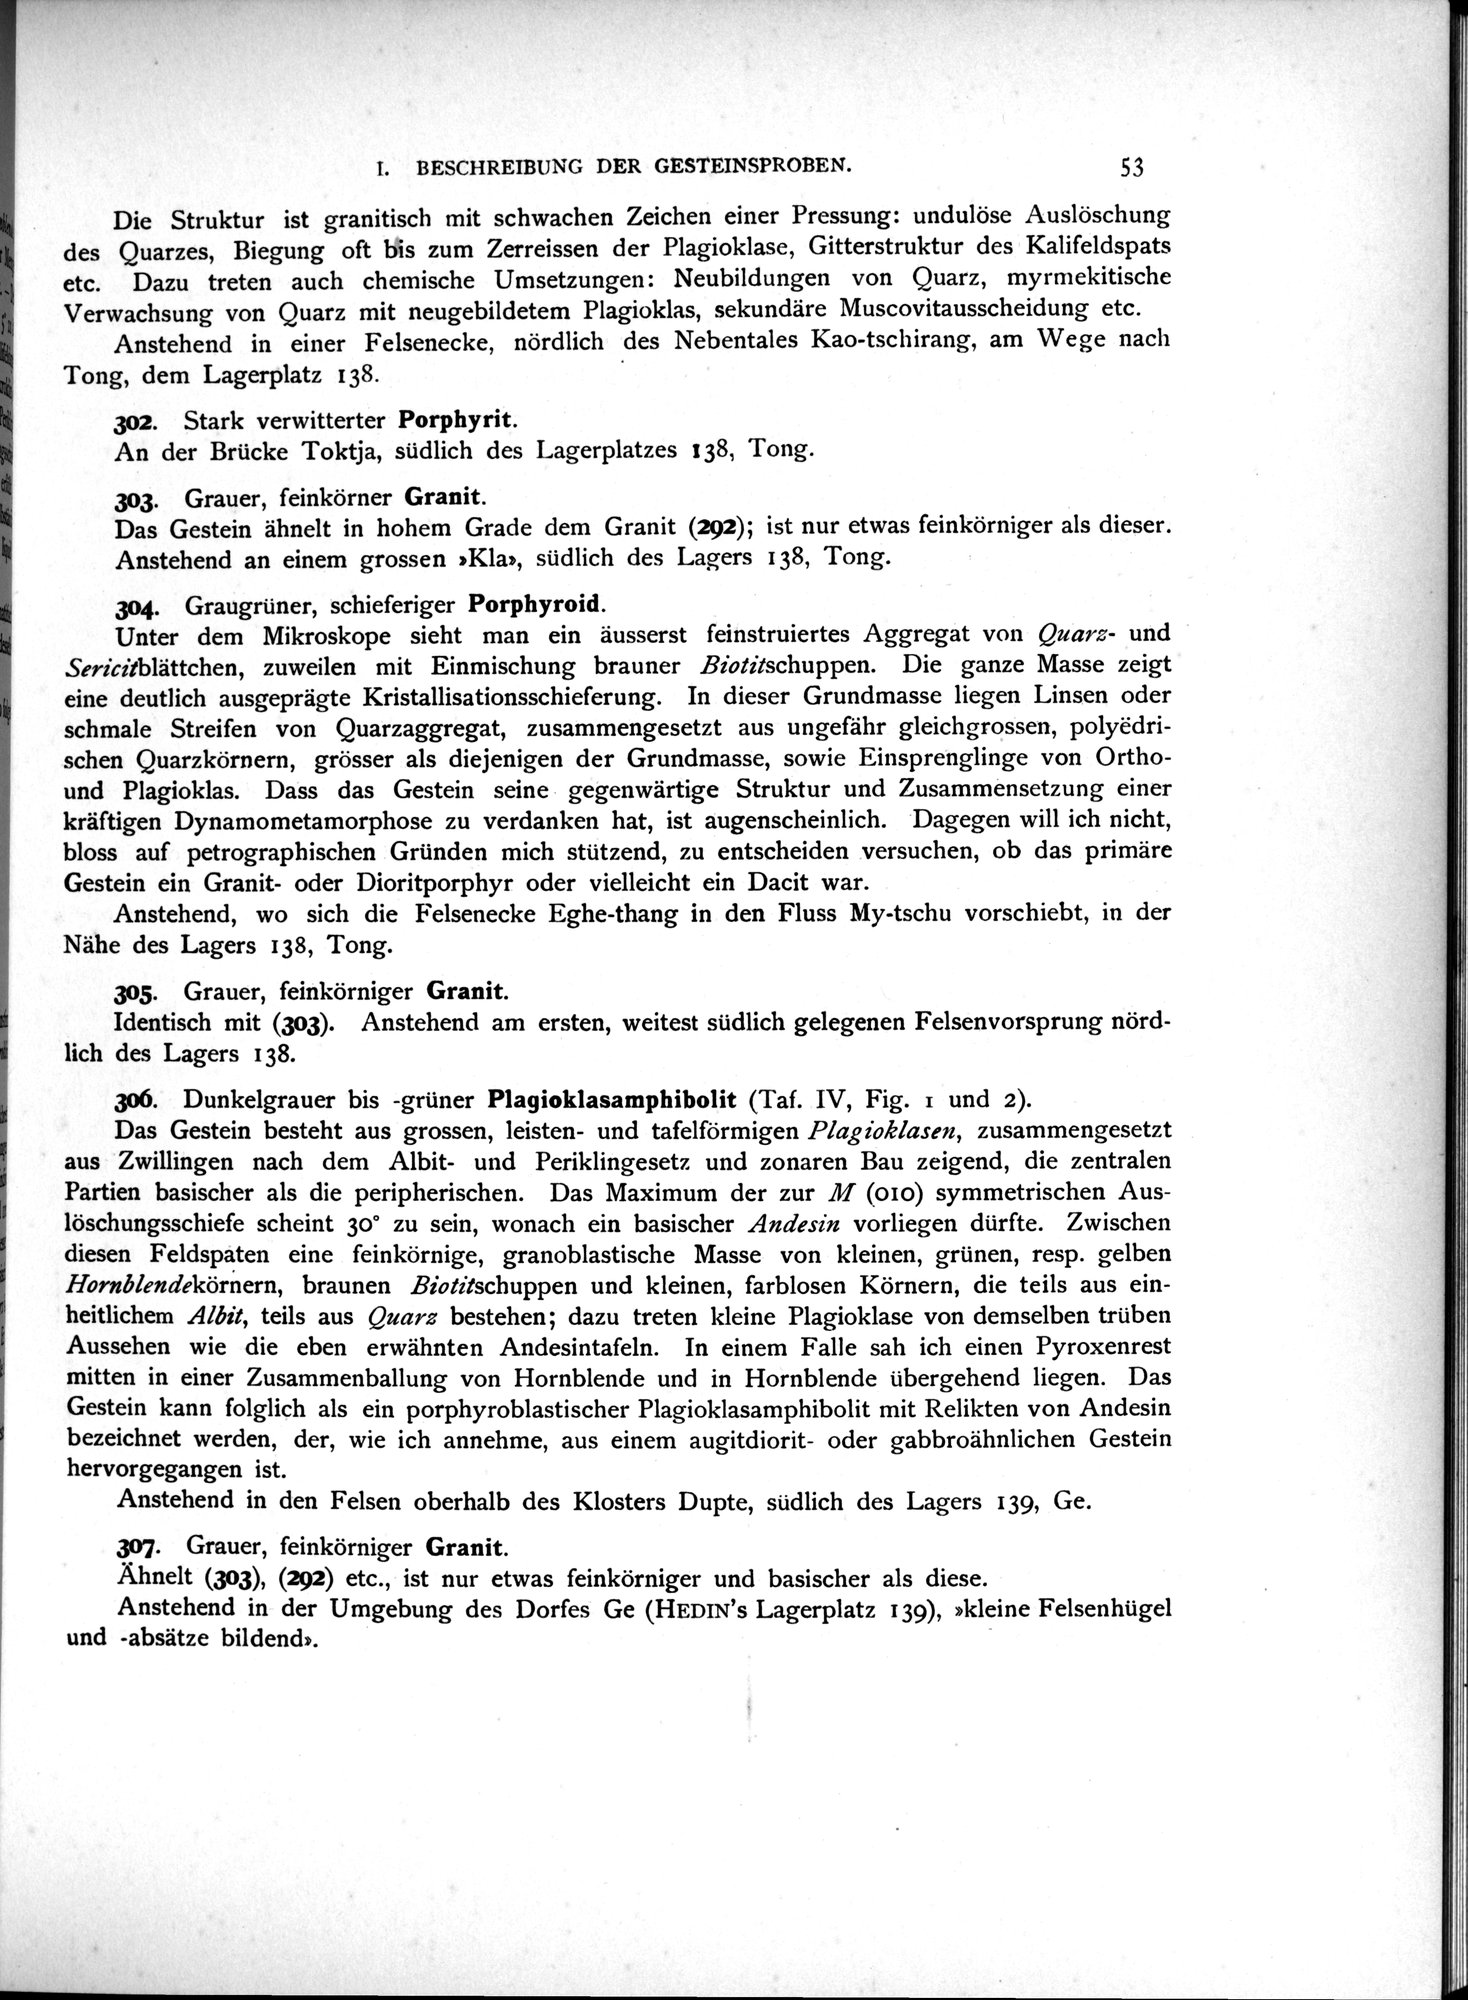 I. BESCHREIBUNG DER GESTEINSPROBEN. 53
Die Struktur ist granitisch mit schwachen Zeichen einer Pressung: undulöse Auslöschung
des Quarzes, Biegung oft bis zum Zerreissen der Plagioklase, Gitterstruktur des Kalifeldspats
etc. Dazu treten auch chemische Umsetzungen: Neubildungen von Quarz, myrmekitische
Verwachsung von Quarz mit neugebildetem Plagioklas, sekundäre Muscovitausscheidung etc.
Anstehend in einer Felsenecke, nördlich des Nebentales Kao-tschirang, am Wege nach
Tong, dem Lagerplatz 138.
302. Stark verwitterter Porphyrit.
An der Brücke Toktja, südlich des Lagerplatzes 138, Tong.
303. Grauer, feinkörner Granit.
Das Gestein ähnelt in hohem Grade dem Granit (292); ist nur etwas feinkörniger als dieser.
Anstehend an einem grossen »Kla», südlich des Lagers 138, Tong.
304. Graugrüner, schieferiger Porphyroid.
Unter dem Mikroskope sieht man ein äusserst feinstruiertes Aggregat von Quarz- und
Sericitblättchen, zuweilen mit Einmischung brauner Biotitschuppen. Die ganze Masse zeigt
eine deutlich ausgeprägte Kristallisationsschieferung. In dieser Grundmasse liegen Linsen oder
schmale Streifen von Quarzaggregat, zusammengesetzt aus ungefähr gleichgrossen, polyëdri-
schen Quarzkörnern, grösser als diejenigen der Grundmasse, sowie Einsprenglinge von Ortho-
und Plagioklas. Dass das Gestein seine gegenwärtige Struktur und Zusammensetzung einer
kräftigen Dynamometamorphose zu verdanken hat, ist augenscheinlich. Dagegen will ich nicht,
bloss auf petrographischen Gründen mich stützend, zu entscheiden versuchen, ob das primäre
Gestein ein Granit- oder Dioritporphyr oder vielleicht ein Dacit war.
Anstehend, wo sich die Felsenecke Eghe-thang in den Fluss My-tschu vorschiebt, in der
Nähe des Lagers 138, Tong.
305. Grauer, feinkörniger Granit.
Identisch mit (303). Anstehend am ersten, weitest südlich gelegenen Felsenvorsprung nörd-
lich des Lagers 138.
306. Dunkelgrauer bis -grüner Plagioklasamphibolit (Taf. IV, Fig. 1 und 2).
Das Gestein besteht aus grossen, leisten- und tafelförmigen Plagioklasen, zusammengesetzt
aus Zwillingen nach dem Albit- und Periklingesetz und zonaren Bau zeigend, die zentralen
Partien basischer als die peripherischen. Das Maximum der zur M (010) symmetrischen Aus-
löschungsschiefe scheint 30° zu sein, wonach ein basischer Andesin vorliegen dürfte. Zwischen
diesen Feldspaten eine feinkörnige, granoblastische Masse von kleinen, grünen, resp. gelben
Hornblendekörnern, braunen Biotitschuppen und kleinen, farblosen Körnern, die teils aus ein-
heitlichem Albit, teils aus Quarz bestehen; dazu treten kleine Plagioklase von demselben trüben
Aussehen wie die eben erwähnten Andesintafeln. In einem Falle sah ich einen Pyroxenrest
mitten in einer Zusammenballung von Hornblende und in Hornblende übergehend liegen. Das
Gestein kann folglich als ein porphyroblastischer Plagioklasamphibolit mit Relikten von Andesin
bezeichnet werden, der, wie ich annehme, aus einem augitdiorit- oder gabbroähnlichen Gestein
hervorgegangen ist.
Anstehend in den Felsen oberhalb des Klosters Dupte, südlich des Lagers 139, Ge.
307. Grauer, feinkörniger Granit.
Ähnelt (303), (292) etc., ist nur etwas feinkörniger und basischer als diese.
Anstehend in der Umgebung des Dorfes Ge (HEDIN's Lagerplatz 139), »kleine Felsenhügel
und -absätze bildend».